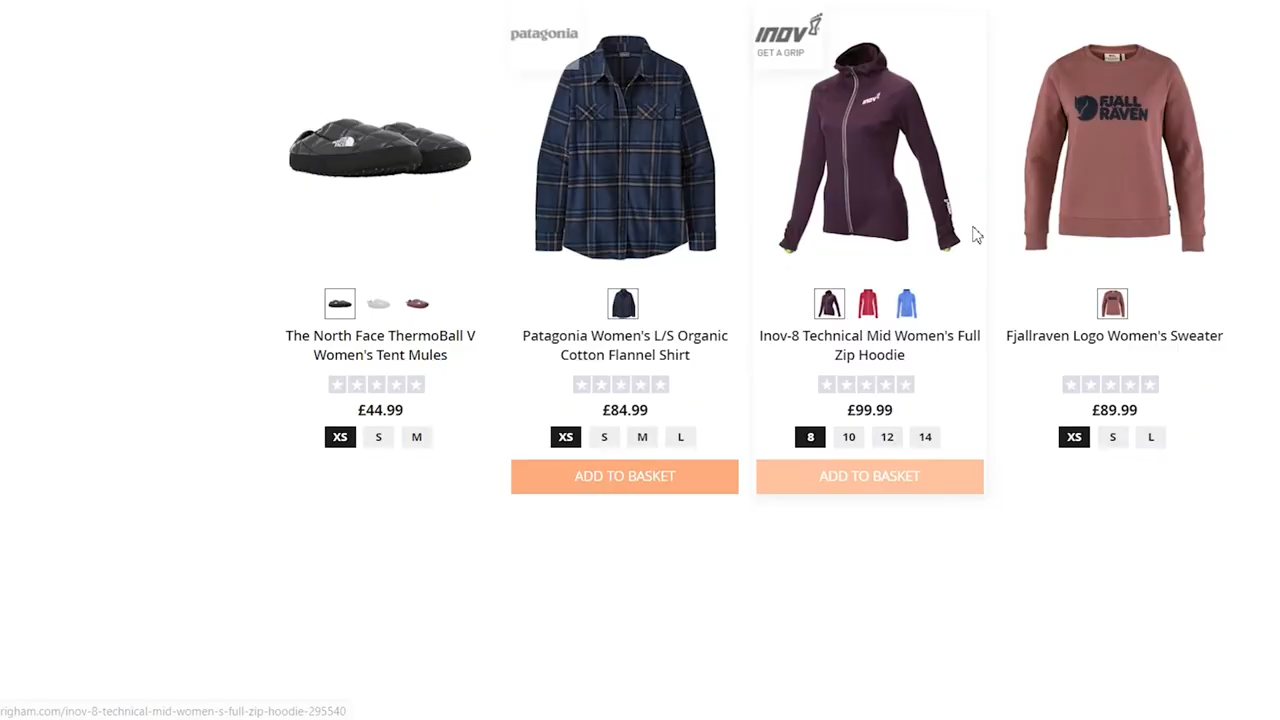 patagonia
INOV8
GET A GRIP
INOV8
FJALL
RAVEN
The North Face ThermoBall V
Women's Tent Mules
£44.99
XS S M
Patagonia Women's L/S Organic
Cotton Flannel Shirt
£84.99
XS S M L
ADD TO BASKET
Inov-8 Technical Mid Women's Full
Zip Hoodie
£99.99
8 10 12 14
ADD TO BASKET
Fjallraven Logo Women's Sweater
£89.99
XS S L
righam.com/inov-8-technical-mid-women-s-full-zip-hoodie-295540